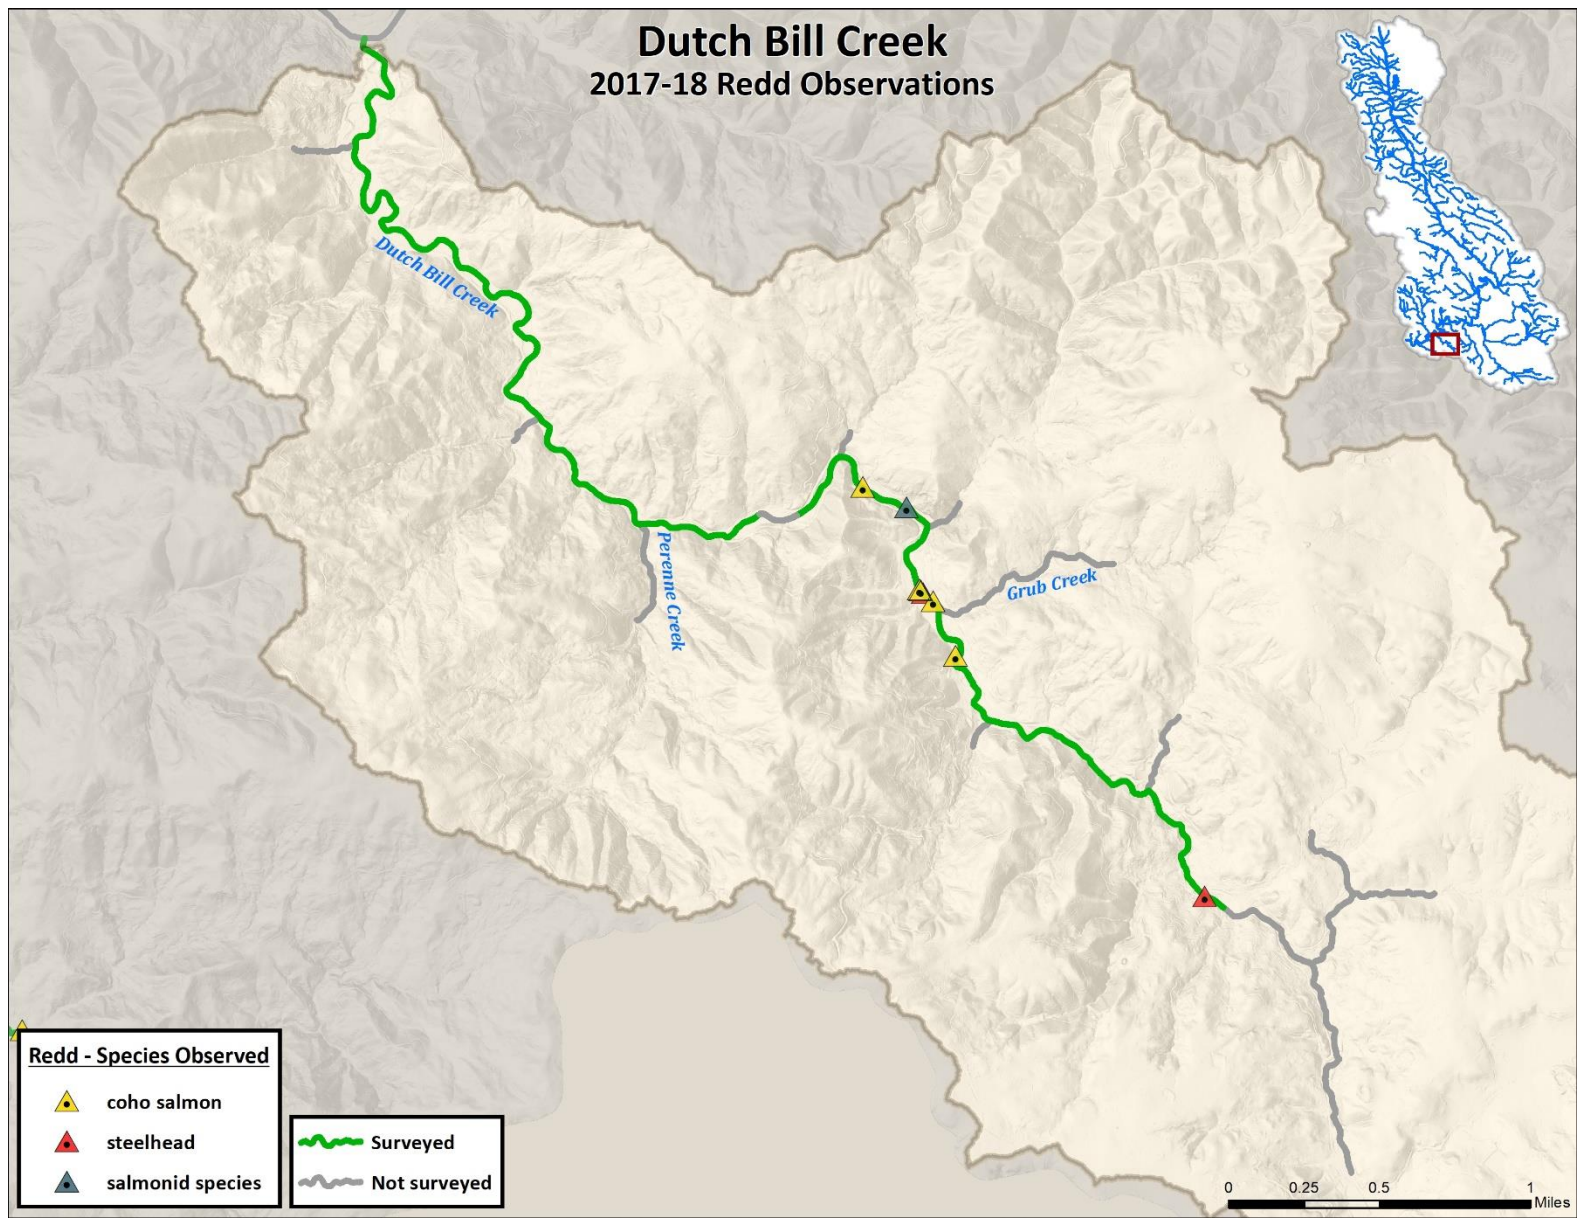 Dutch Bill Creek
2017-18 Redd Observations
Dutch Bill Creek
Perenne Creek
Grub Creek
Redd - Species Observed
coho salmon
steelhead
salmonid species
Surveyed
Not surveyed
0 0.25 0.5 1
Miles